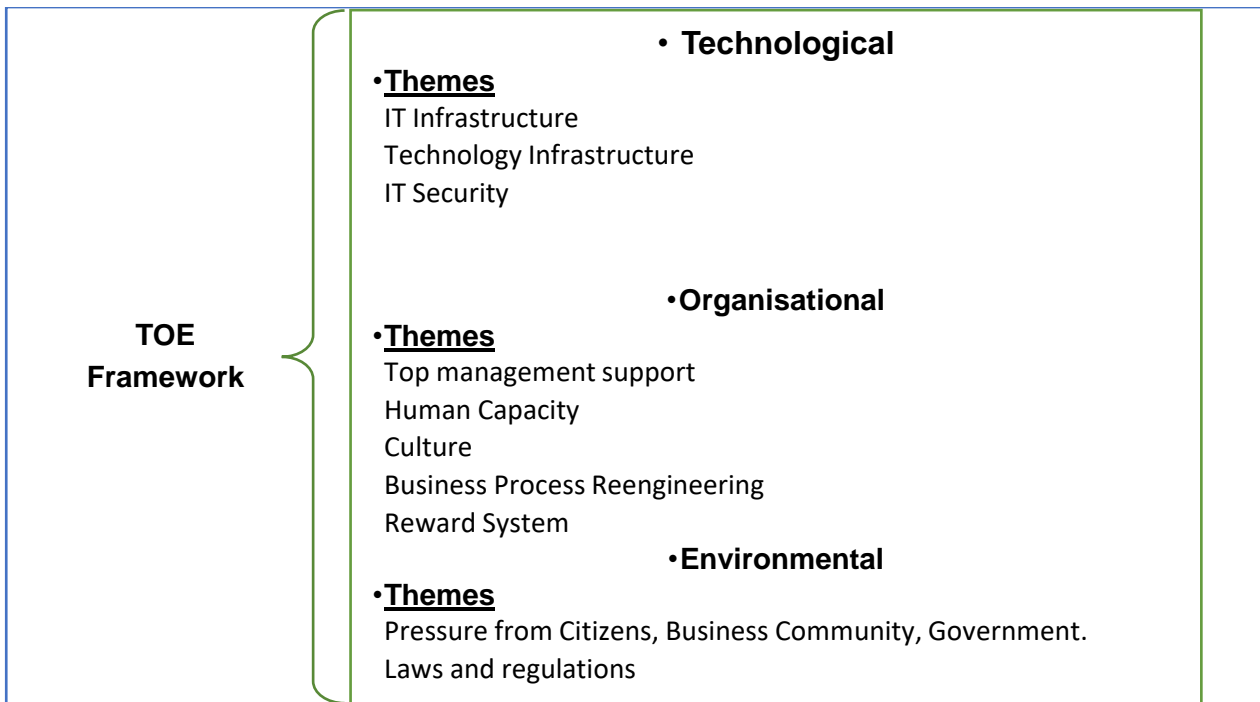 • Technological
•Themes
IT Infrastructure
Technology Infrastructure
IT Security
•Organisational
TOE
Framework
•Themes
Top management support
Human Capacity
Culture
Business Process Reengineering
Reward System
•Environmental
•Themes
Pressure from Citizens, Business Community, Government.
Laws and regulations